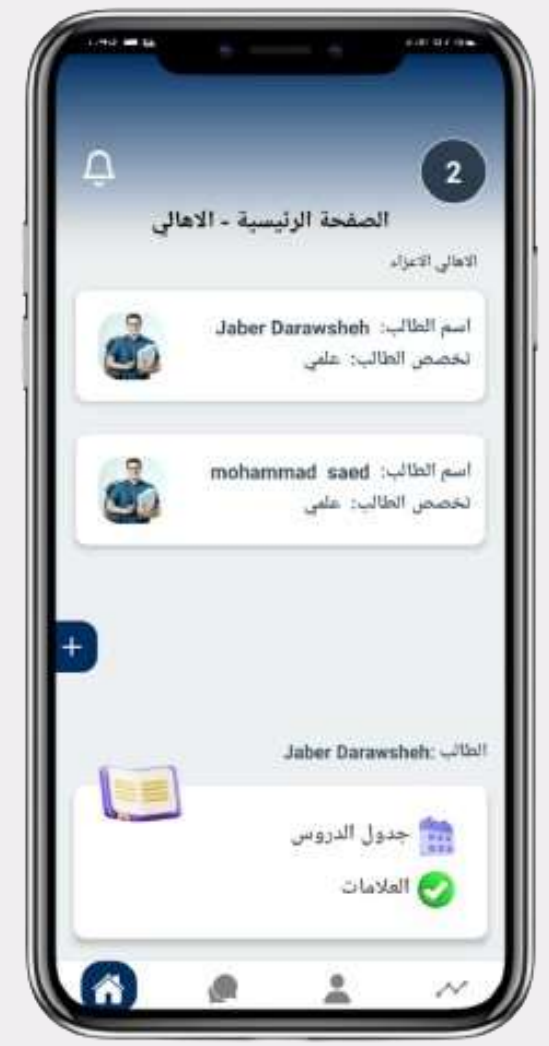 2
الصفحة الرئيسية - الاهالي
الاهالي الاعزاء
اسم الطالب: Jaber Darawsheh
تخصص الطالب: علمي
اسم الطالب: mohammad saed
تخصص الطالب: علمي
+
الطالب :Jaber Darawsheh
جدول الدروس
العلامات